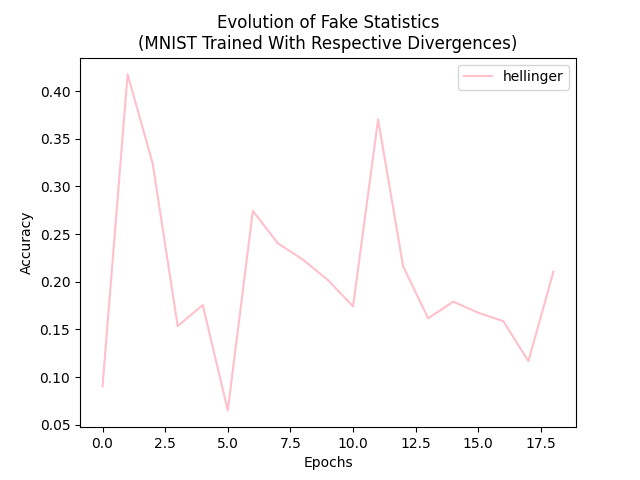 Evolution of Fake Statistics
(MNIST Trained With Respective Divergences)
hellinger
0.40
0.35
0.30
0.25
0.20
0.15
0.10
0.05
Accuracy
0.0 2.5 5.0 7.5 10.0 12.5 15.0 17.5
Epochs